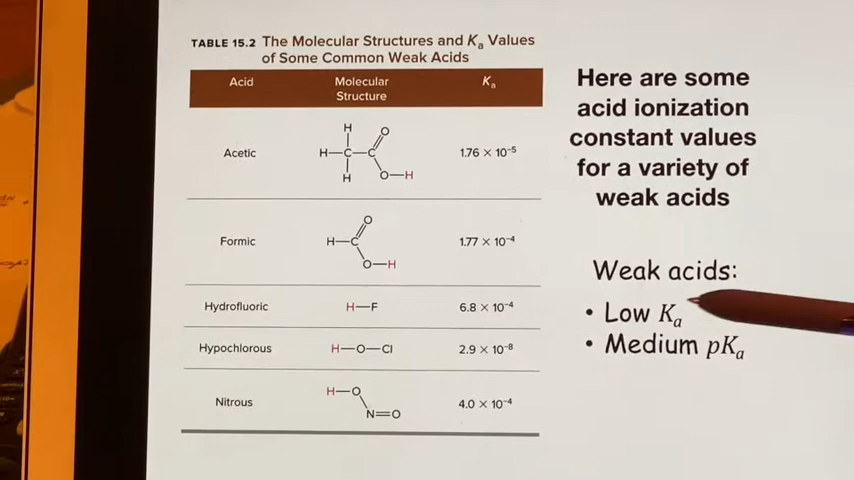 TABLE 15.2 The Molecular Structures and Ka Values
of Some Common Weak Acids
Acid Molecular Structure Ka
Acetic H H—C—C O H O—H 1.76 × 10⁻⁵
Formic H—C O O—H 1.77 × 10⁻⁴
Hydrofluoric H—F 6.8 × 10⁻⁴
Hypochlorous H—O—Cl 2.9 × 10⁻⁸
Nitrous H—O N=O 4.0 × 10⁻⁴
Here are some
acid ionization
constant values
for a variety of
weak acids
Weak acids:
• Low Ka
• Medium pKa